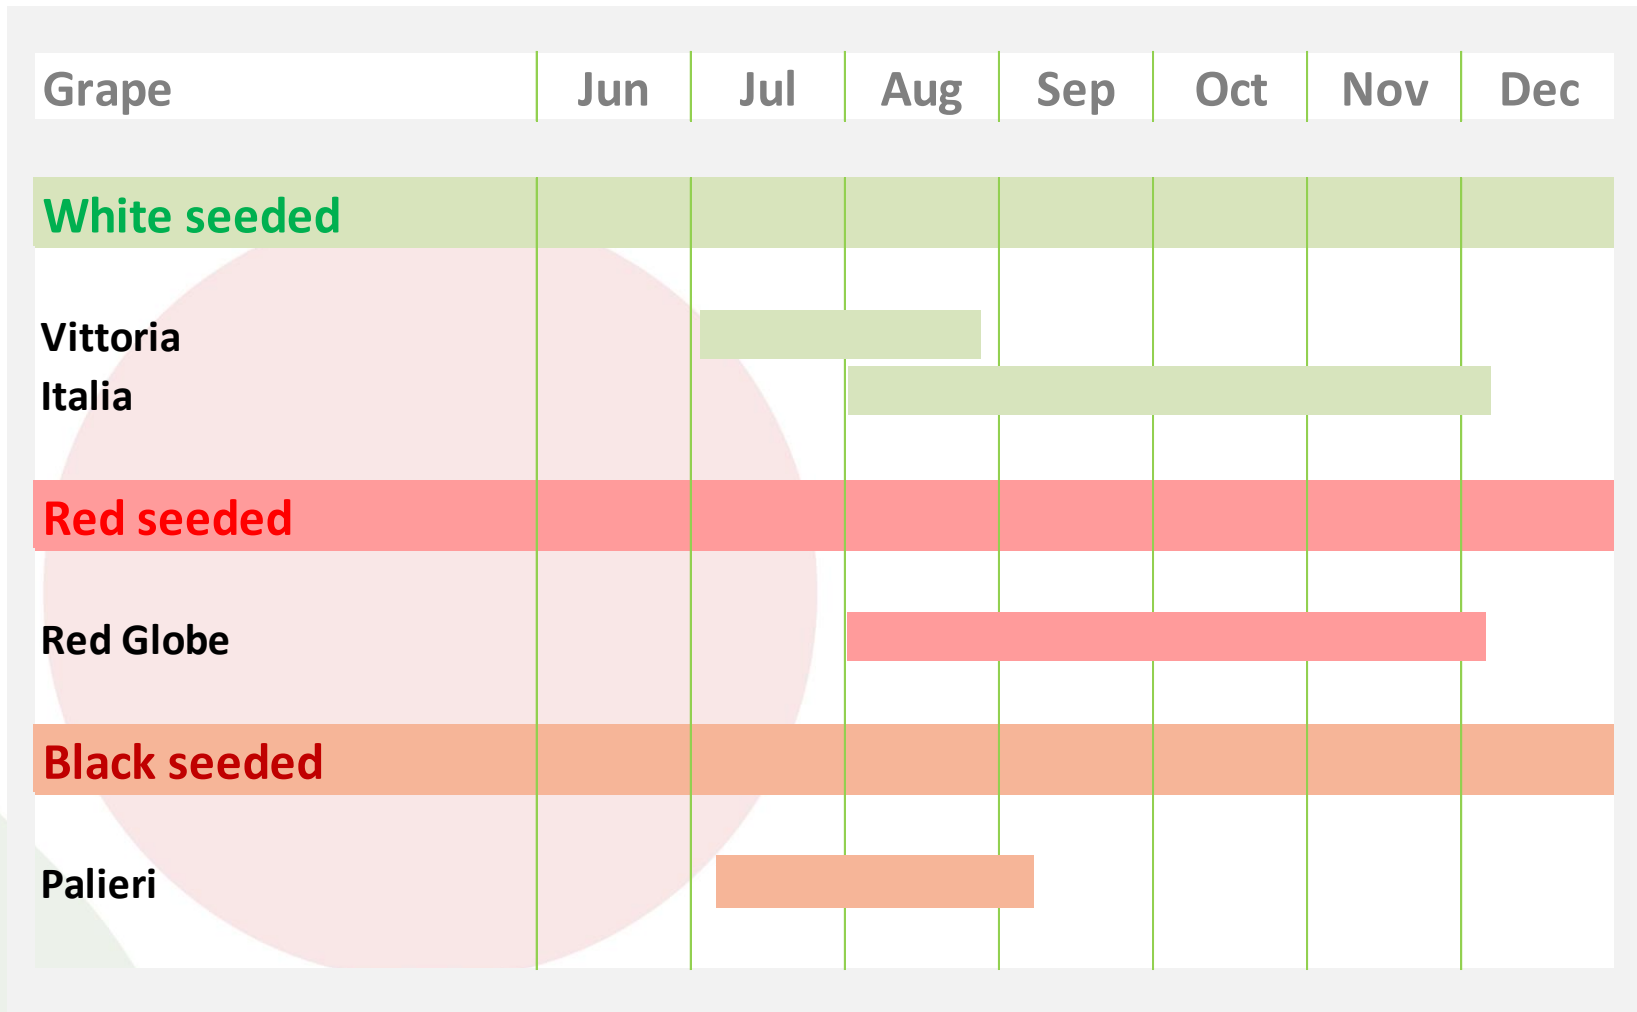 Grape Jun Jul Aug Sep Oct Nov Dec
White seeded
Vittoria
Italia
Red seeded
Red Globe
Black seeded
Palieri